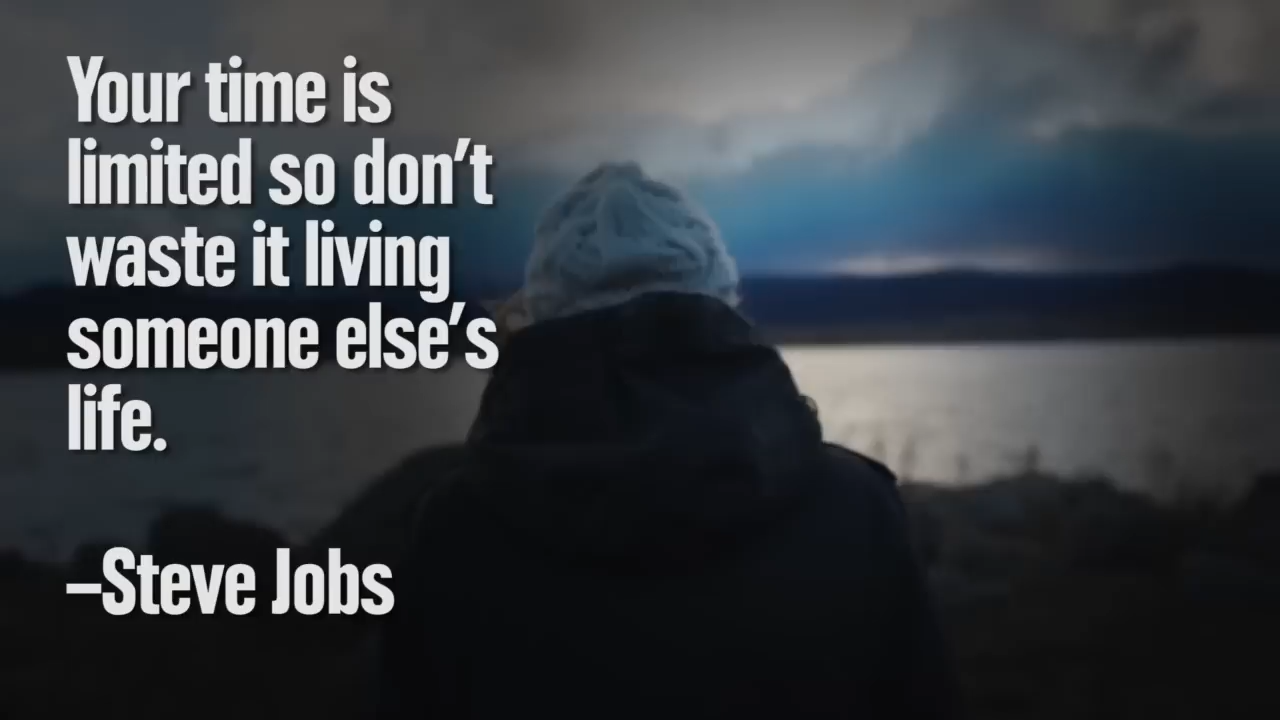 Your time is
limited so don’t
waste it living
someone else’s
life.
–Steve Jobs